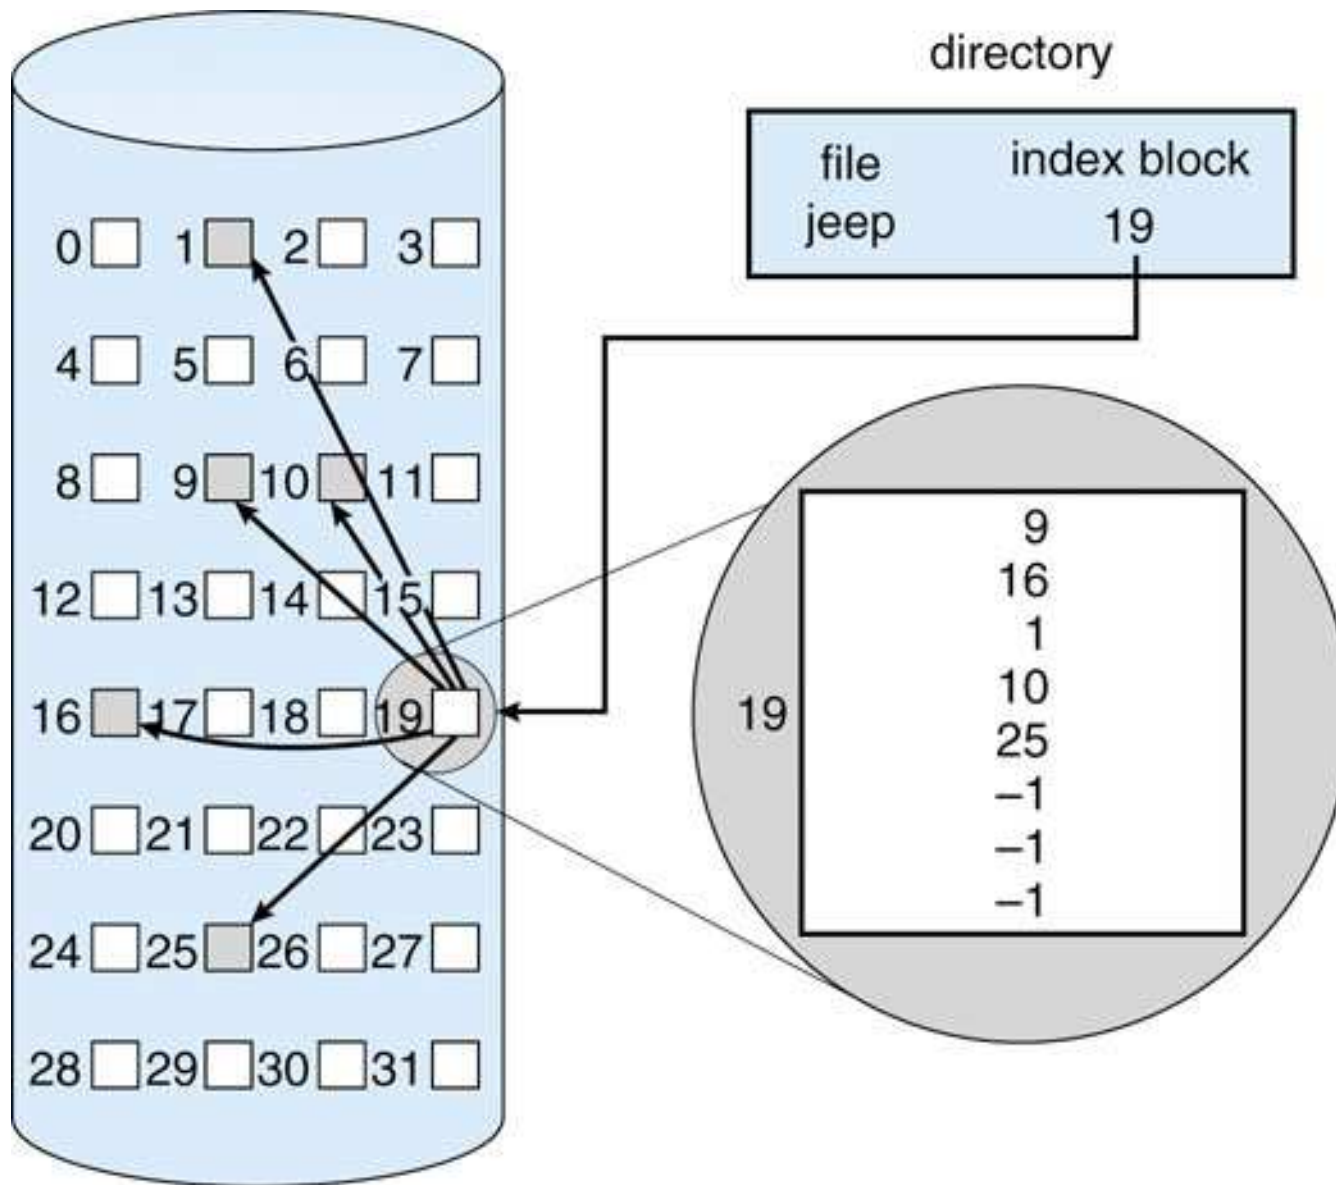 directory
file index block
jeep 19
0 1 2 3
4 5 6 7
8 9 10 11
12 13 14 15
16 17 18 19
20 21 22 23
24 25 26 27
28 29 30 31
19
9
16
1
10
25
–1
–1
–1